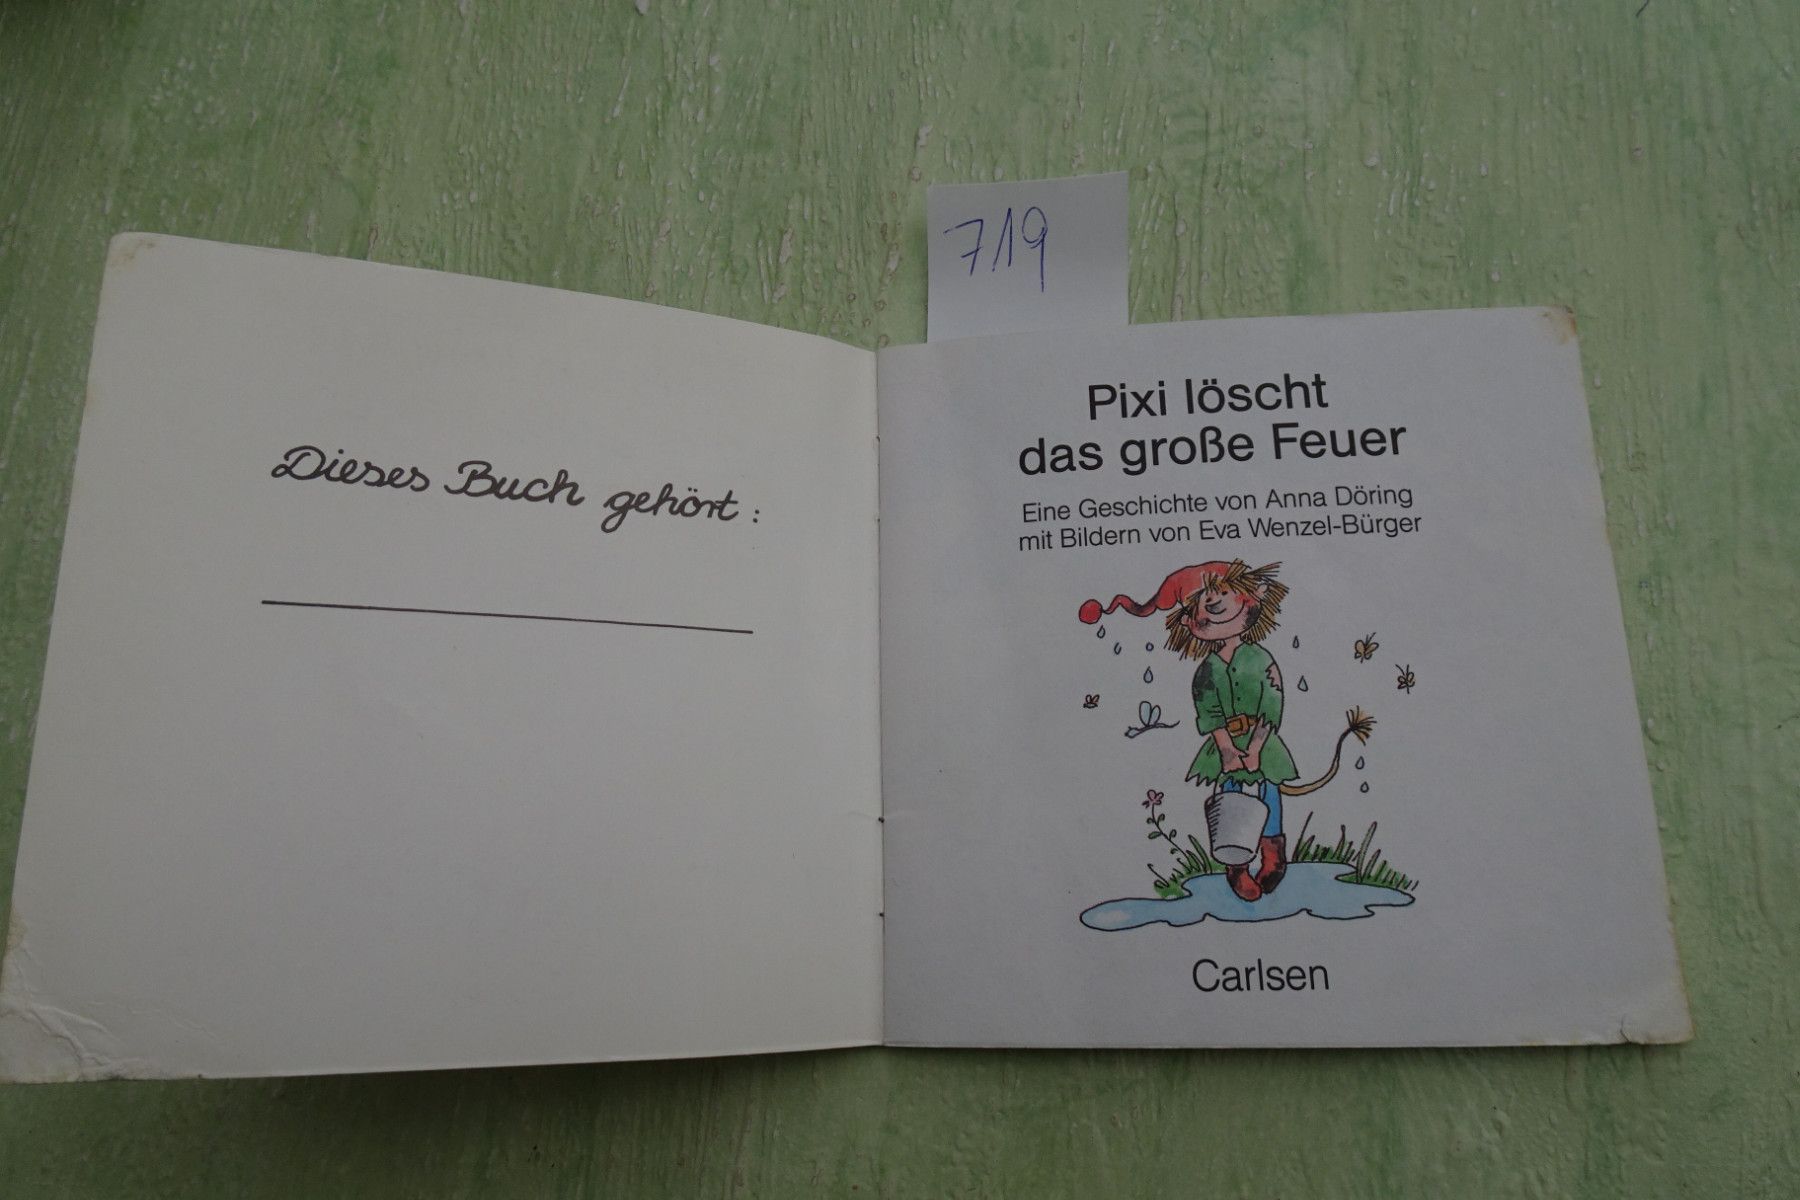 719
Dieses Buch gehört:
Pixi löscht
das große Feuer
Eine Geschichte von Anna Döring
mit Bildern von Eva Wenzel-Bürger
Carlsen